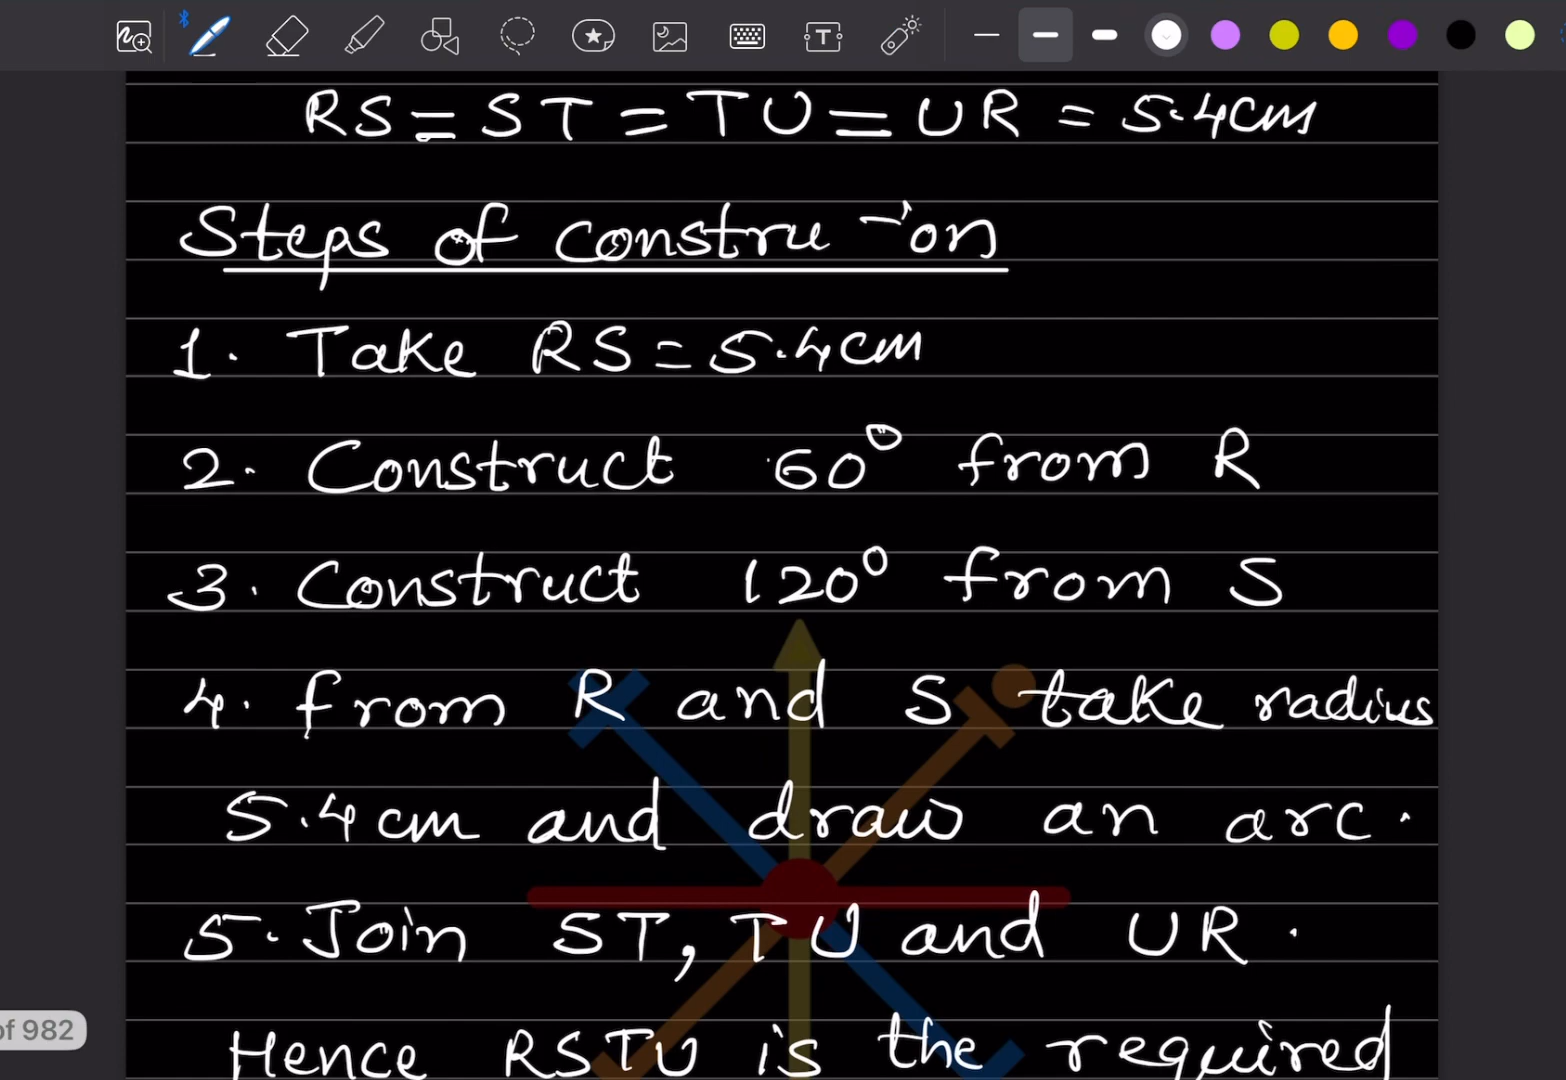 RS = ST = TU = UR = 5.4cm
Steps of constru on
1. Take RS = 5.4cm
2. Construct 60° from R
3. Construct 120° from S
4. from R and S take radius
5.4 cm and draw an arc.
5. Join ST, TU and UR.
of 982
Hence RSTU is the required